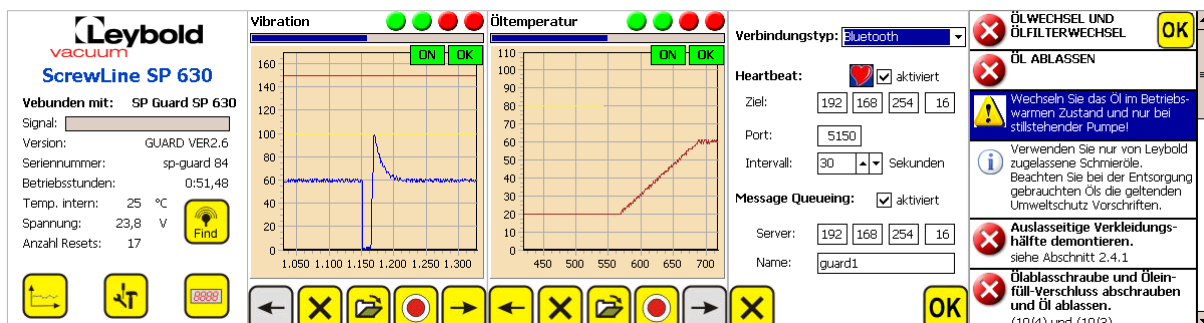 Leybold
vacuum
ScrewLine SP 630
Vebunden mit: SP Guard SP 630
Signal:
Version: GUARD VER2.6
Seriennummer: sp-guard 84
Betriebsstunden: 0:51,48
Temp. intern: 25 °C
Spannung: 23,8 V
Anzahl Resets: 17
Find
8888
Vibration
ON OK
160
140
120
100
80
60
40
20
0
1.050 1.100 1.150 1.200 1.250 1.300
Öltemperatur
ON OK
110
100
90
80
70
60
50
40
30
20
10
0
450 500 550 600 650 700
Verbindungstyp: Bluetooth
Heartbeat: aktiviert
Ziel: 192 168 254 16
Port: 5150
Intervall: 30 Sekunden
Message Queueing: aktiviert
Server: 192 168 254 16
Name: guard1
OK
ÖLWECHSEL UND
ÖLFILTERWECHSEL
OK
ÖL ABLASSEN
Wechseln Sie das Öl im Betriebs-
warmen Zustand und nur bei
stillstehender Pumpe!
Verwenden Sie nur von Leybold
zugelassene Schmieröle.
Beachten Sie bei der Entsorgung
gebrauchten Öls die geltenden
Umweltschutz Vorschriften.
Auslasseitige Verkleidungs-
hälfte demontieren.
siehe Abschnitt 2.4.1
Ölablasschraube und Ölein-
füll-Verschluss abschrauben
und Öl ablassen.
(10/4) und (10/3)